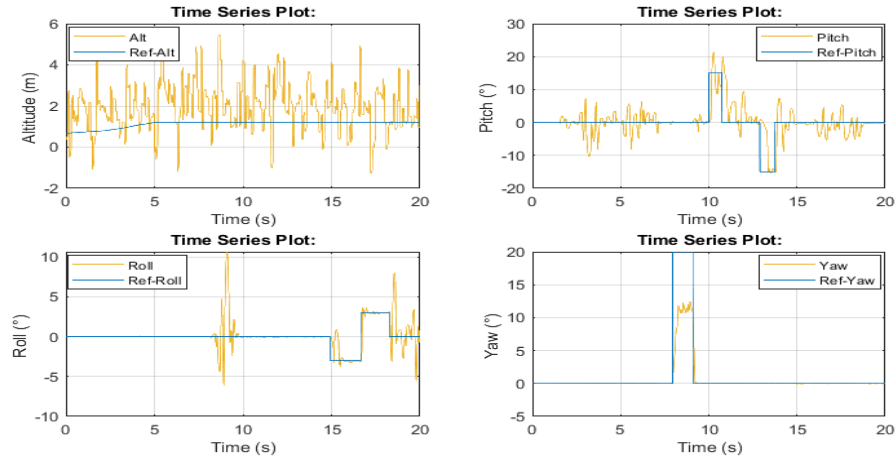 Time Series Plot:
Alt
Ref-Alt
Altitude (m)
6
4
2
0
-2
0 5 10 15 20
Time (s)
Time Series Plot:
Pitch
Ref-Pitch
Pitch (°)
30
20
10
0
-10
-20
0 5 10 15 20
Time (s)
Time Series Plot:
Roll
Ref-Roll
Roll (°)
10
5
0
-5
-10
0 5 10 15 20
Time (s)
Time Series Plot:
Yaw
Ref-Yaw
Yaw (°)
20
15
10
5
0
-5
0 5 10 15 20
Time (s)